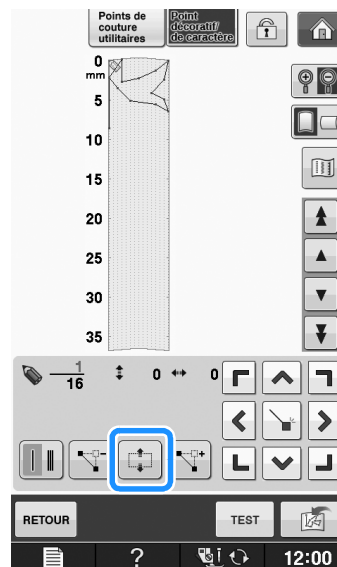 Points de
couture
utilitaires
Point
décoratif/
de caractère
0
mm
5
10
15
20
25
30
35
1
16
0
0
RETOUR
TEST
?
12:00